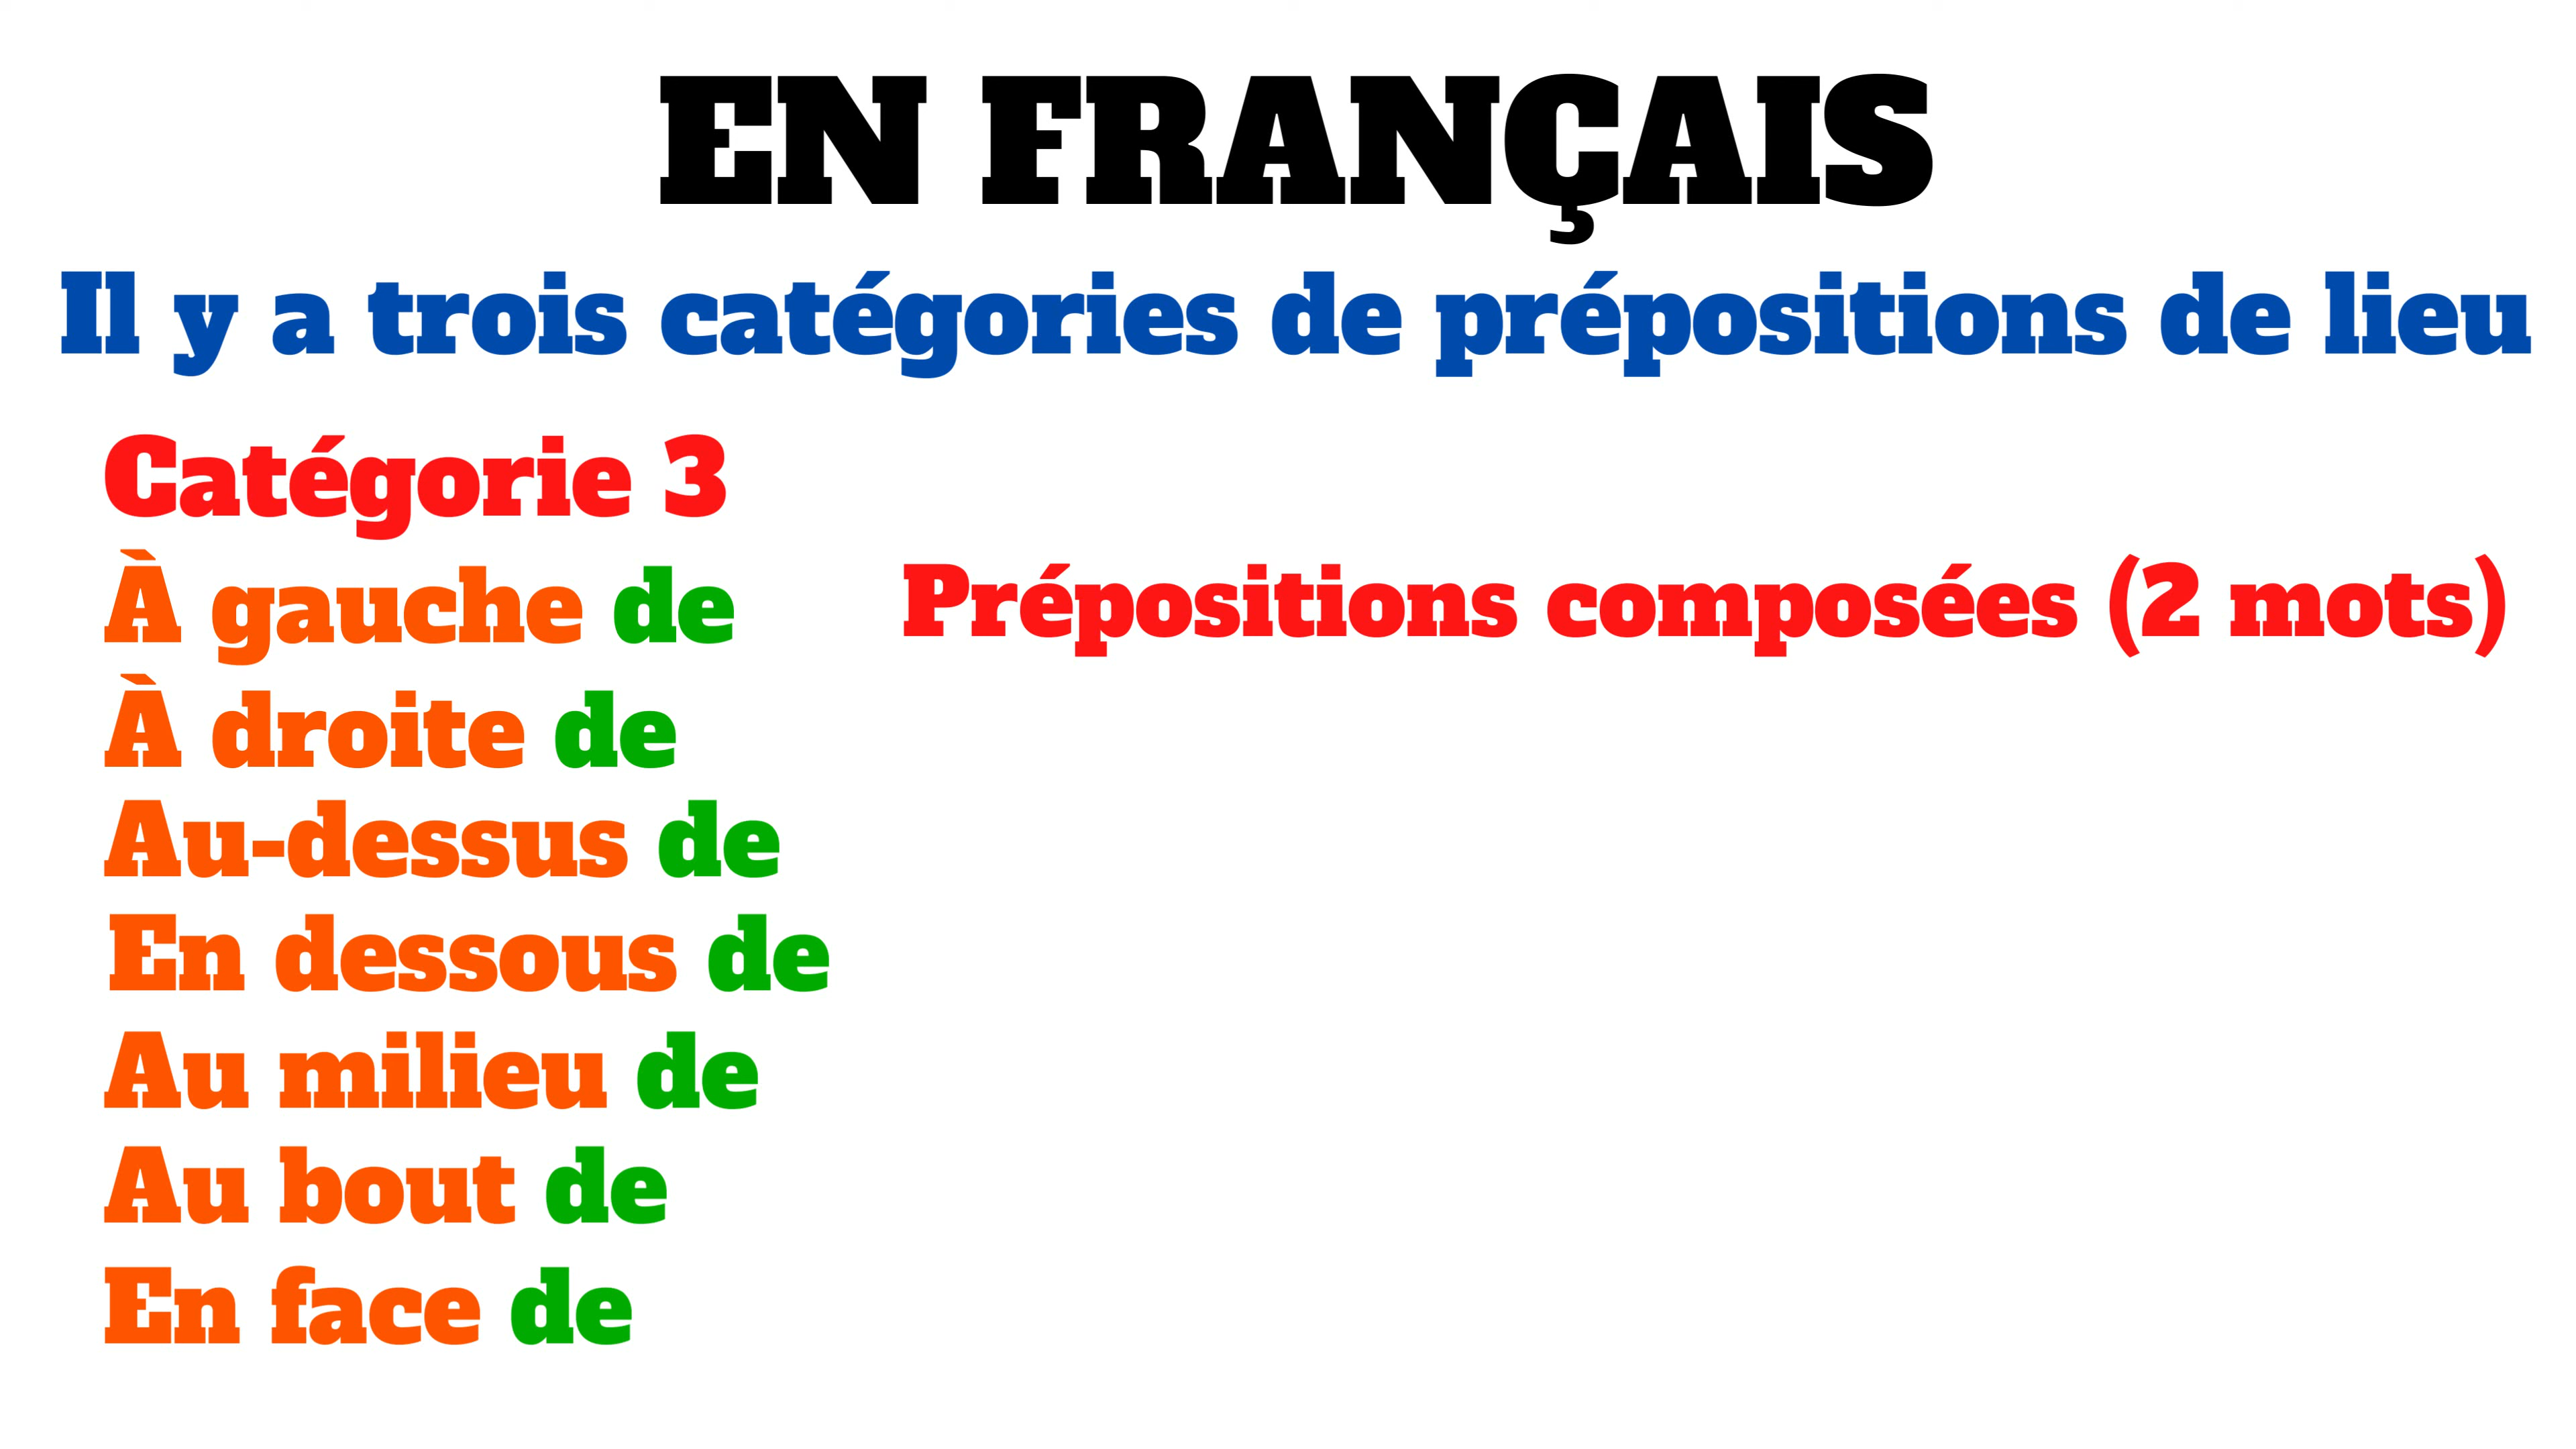 EN FRANÇAIS
Il y a trois catégories de prépositions de lieu
Catégorie 3
À gauche de
Prépositions composées (2 mots)
À droite de
Au-dessus de
En dessous de
Au milieu de
Au bout de
En face de